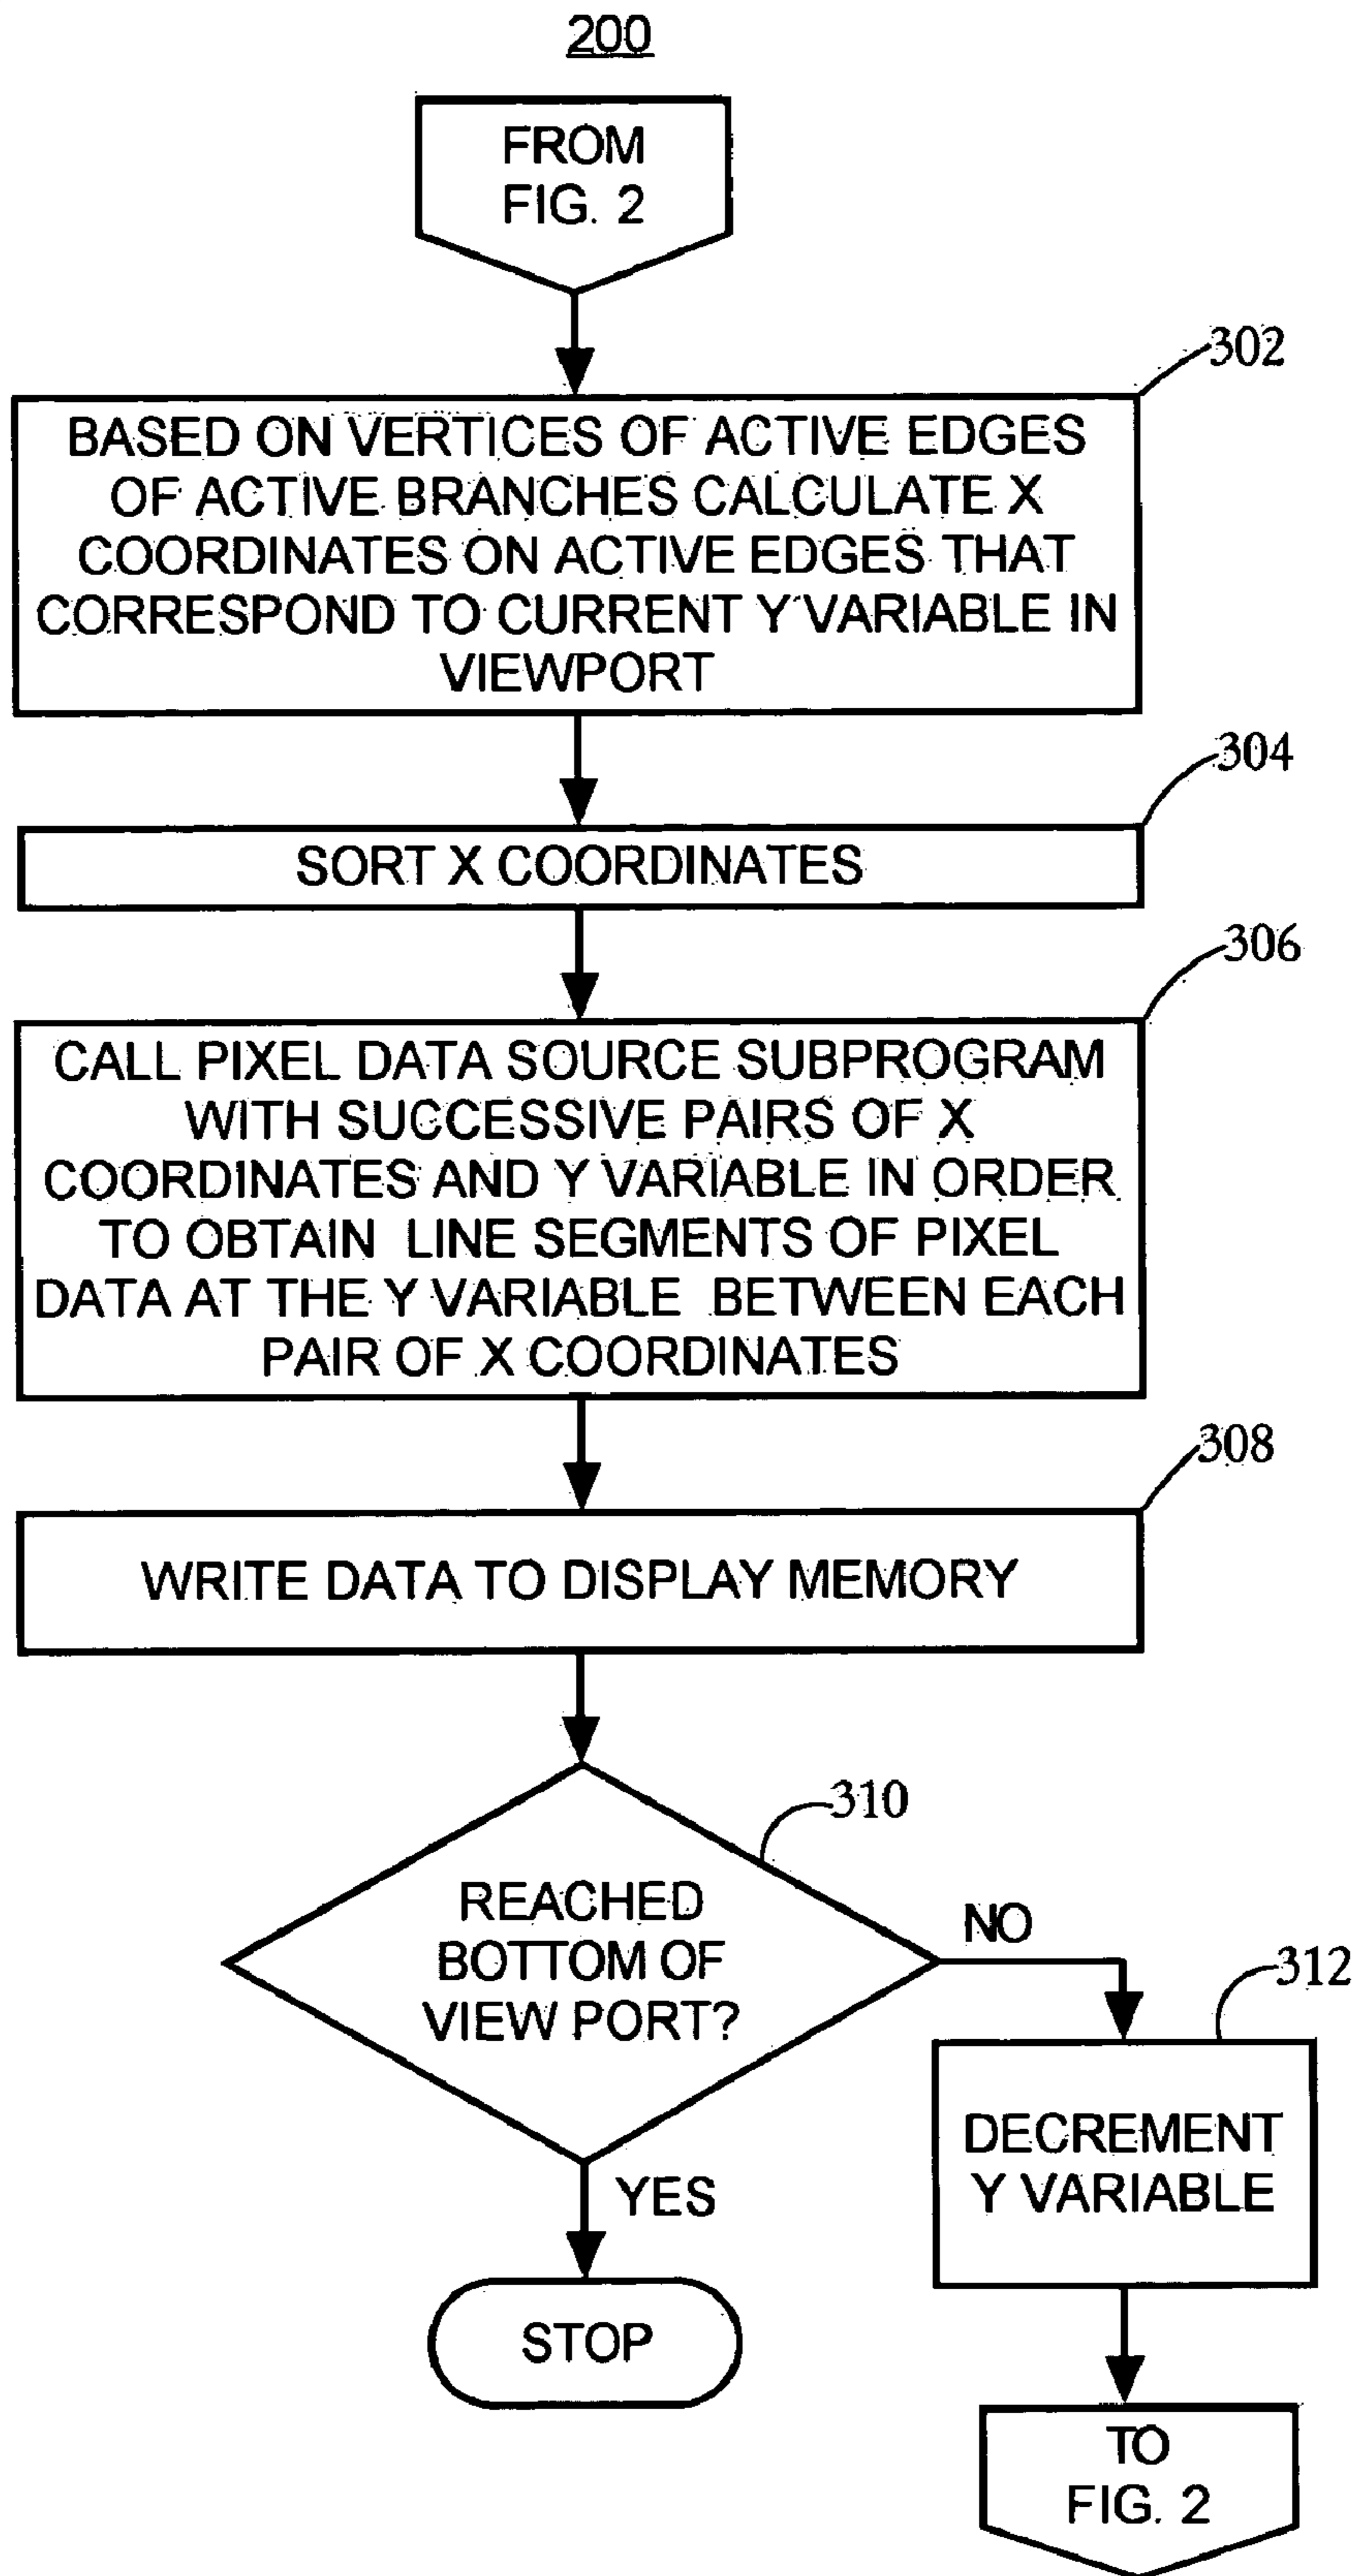 200
FROM
FIG. 2
302
BASED ON VERTICES OF ACTIVE EDGES
OF ACTIVE BRANCHES CALCULATE X
COORDINATES ON ACTIVE EDGES THAT
CORRESPOND TO CURRENT Y VARIABLE IN
VIEWPORT
304
SORT X COORDINATES
306
CALL PIXEL DATA SOURCE SUBPROGRAM
WITH SUCCESSIVE PAIRS OF X
COORDINATES AND Y VARIABLE IN ORDER
TO OBTAIN LINE SEGMENTS OF PIXEL
DATA AT THE Y VARIABLE BETWEEN EACH
PAIR OF X COORDINATES
308
WRITE DATA TO DISPLAY MEMORY
310
REACHED
BOTTOM OF
VIEW PORT?
NO
312
DECREMENT
Y VARIABLE
YES
STOP
TO
FIG. 2